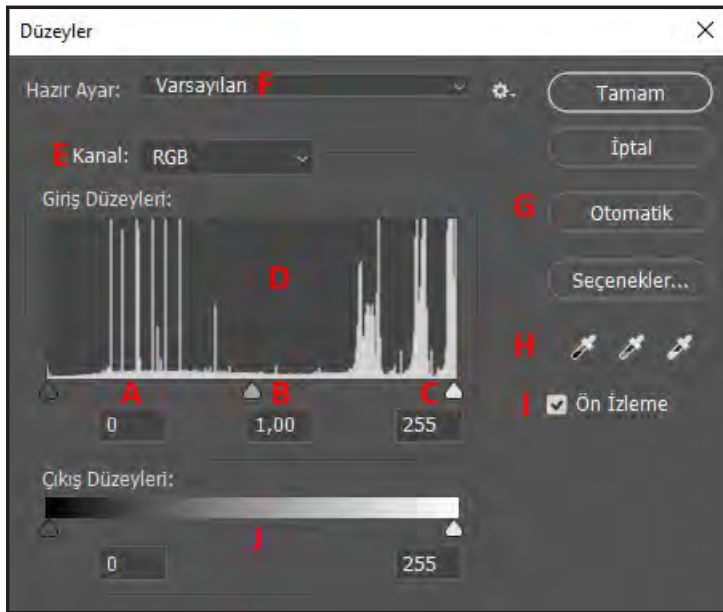 Düzeyler
Hazır Ayar: Varsayılan F
Tamam
E Kanal: RGB
İptal
Giriş Düzeyleri:
G Otomatik
D
Seçenekler...
H
A B C
I Ön İzleme
0 1,00 255
Çıkış Düzeyleri:
J
0 255